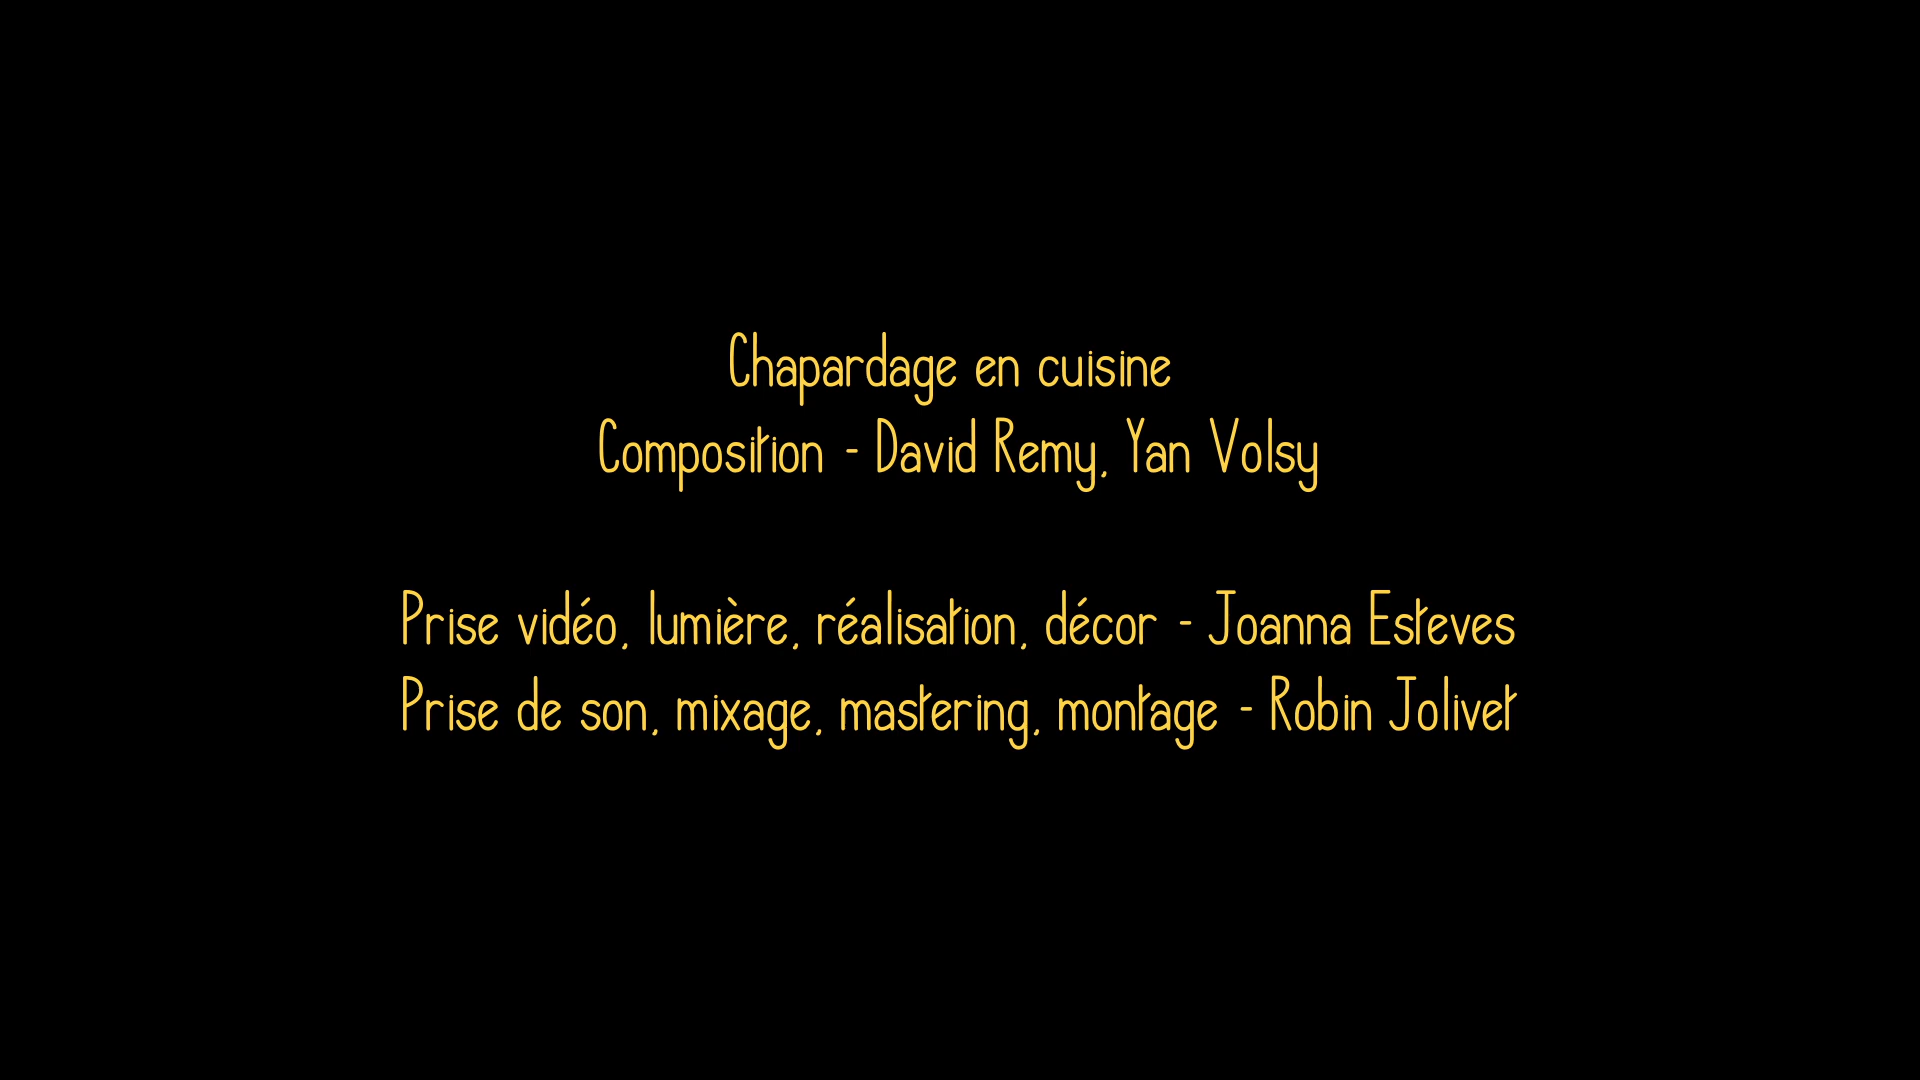 Chapardage en cuisine
Composition - David Remy, Yan Volsy
Prise vidéo, lumière, réalisation, décor - Joanna Esteves
Prise de son, mixage, mastering, montage - Robin Jolivet